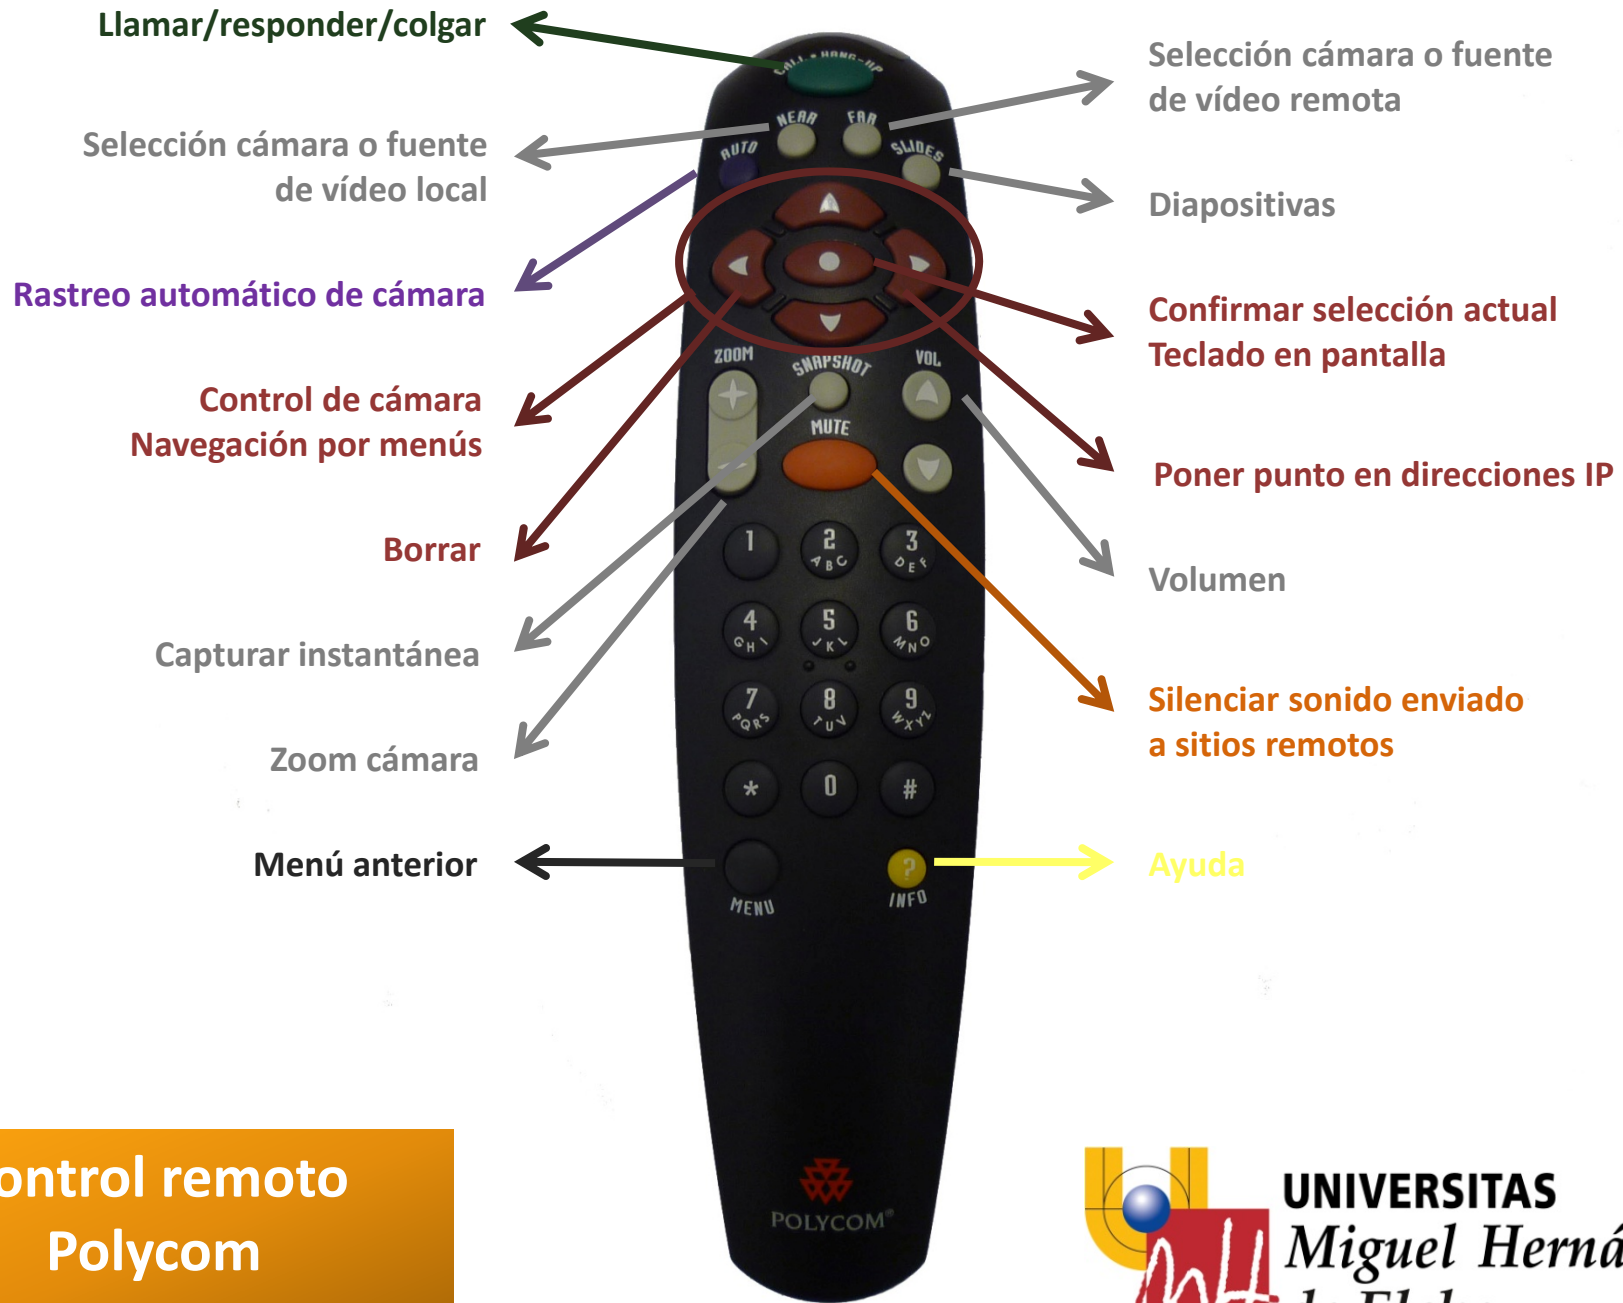 Llamar/responder/colgar
Selección cámara o fuente
de vídeo local
Rastreo automático de cámara
Control de cámara
Navegación por menús
Borrar
Capturar instantánea
Zoom cámara
Menú anterior
CALL • HANG-UP
NEAR
FAR
AUTO
SLIDES
ZOOM
SNAPSHOT
VOL
MUTE
1
2
ABC
3
DEF
4
GHI
5
JKL
6
MNO
7
PQRS
8
TUV
9
WXYZ
*
0
#
MENU
?
INFO
POLYCOM®
Selección cámara o fuente
de vídeo remota
Diapositivas
Confirmar selección actual
Teclado en pantalla
Poner punto en direcciones IP
Volumen
Silenciar sonido enviado
a sitios remotos
Ayuda
ontrol remoto
Polycom
UNIVERSITAS
Miguel Herná